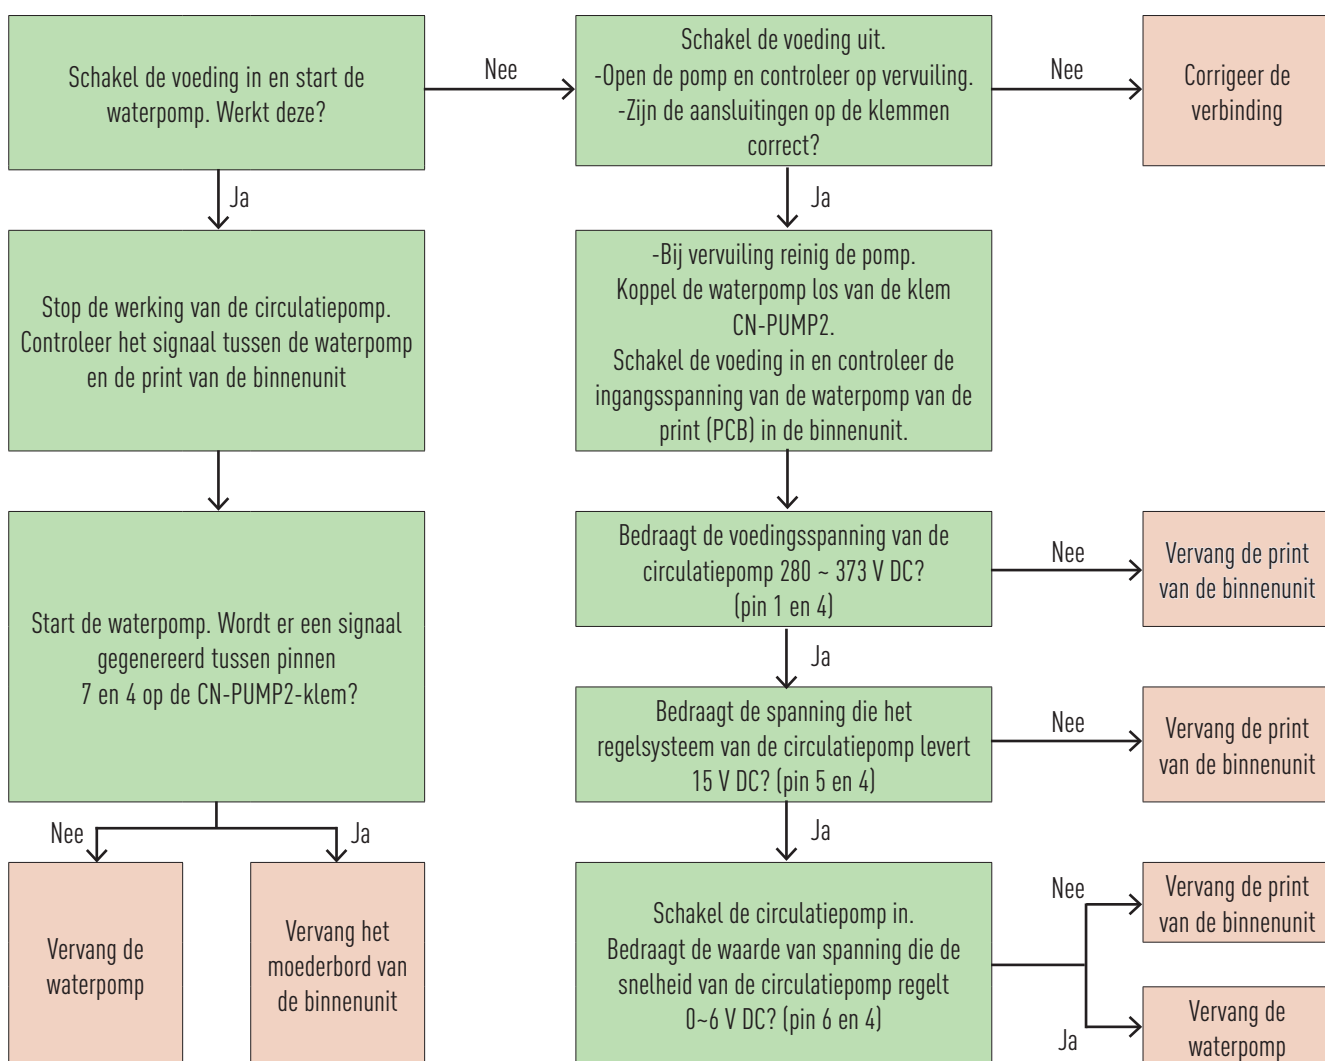 Schakel de voeding in en start de
waterpomp. Werkt deze?
Nee
Schakel de voeding uit.
-Open de pomp en controleer op vervuiling.
-Zijn de aansluitingen op de klemmen
correct?
Nee
Corrigeer de
verbinding
Ja
Ja
Stop de werking van de circulatiepomp.
Controleer het signaal tussen de waterpomp
en de print van de binnenunit
-Bij vervuiling reinig de pomp.
Koppel de waterpomp los van de klem
CN-PUMP2.
Schakel de voeding in en controleer de
ingangsspanning van de waterpomp van de
print (PCB) in de binnenunit.
Start de waterpomp. Wordt er een signaal
gegenereerd tussen pinnen
7 en 4 op de CN-PUMP2-klem?
Bedraagt de voedingsspanning van de
circulatiepomp 280 ~ 373 V DC?
(pin 1 en 4)
Nee
Vervang de print
van de binnenunit
Ja
Bedraagt de spanning die het
regelsysteem van de circulatiepomp levert
15 V DC? (pin 5 en 4)
Nee
Vervang de print
van de binnenunit
Nee
Ja
Ja
Vervang de
waterpomp
Vervang het
moederbord van
de binnenunit
Schakel de circulatiepomp in.
Bedraagt de waarde van spanning die de
snelheid van de circulatiepomp regelt
0~6 V DC? (pin 6 en 4)
Nee
Vervang de print
van de binnenunit
Ja
Vervang de
waterpomp